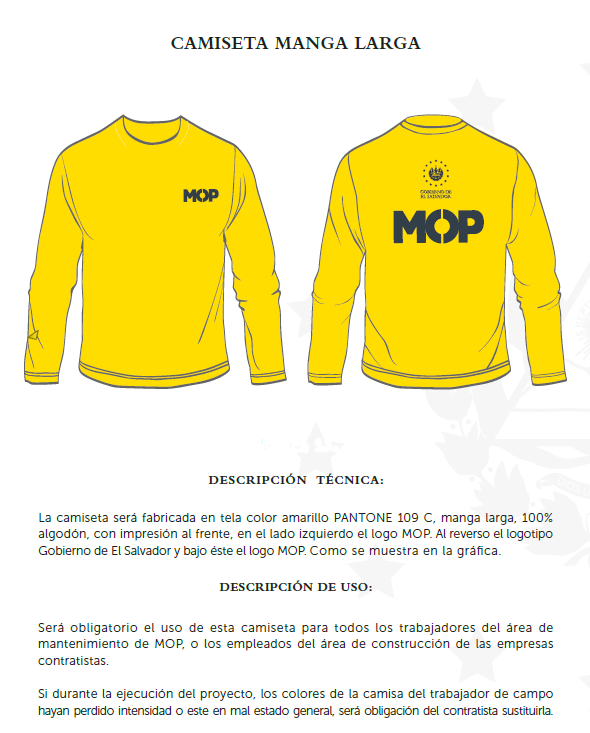 CAMISETA MANGA LARGA
MOP
GOBIERNO DE
EL SALVADOR
MOP
DESCRIPCIÓN TÉCNICA:
La camiseta será fabricada en tela color amarillo PANTONE 109 C, manga larga, 100%
algodón, con impresión al frente, en el lado izquierdo el logo MOP. Al reverso el logotipo
Gobierno de El Salvador y bajo éste el logo MOP. Como se muestra en la gráfica.
DESCRIPCIÓN DE USO:
Será obligatorio el uso de esta camiseta para todos los trabajadores del área de
mantenimiento de MOP, o los empleados del área de construcción de las empresas
contratistas.
Si durante la ejecución del proyecto, los colores de la camisa del trabajador de campo
hayan perdido intensidad o este en mal estado general, será obligación del contratista sustituirla.